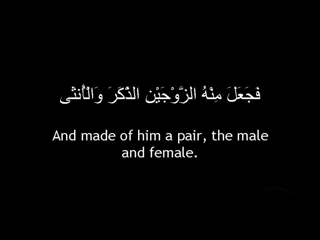 فَجَعَلَ مِنْهُ الزَّوْجَيْنِ الذَّكَرَ وَالْأُنثَى
And made of him a pair, the male
and female.